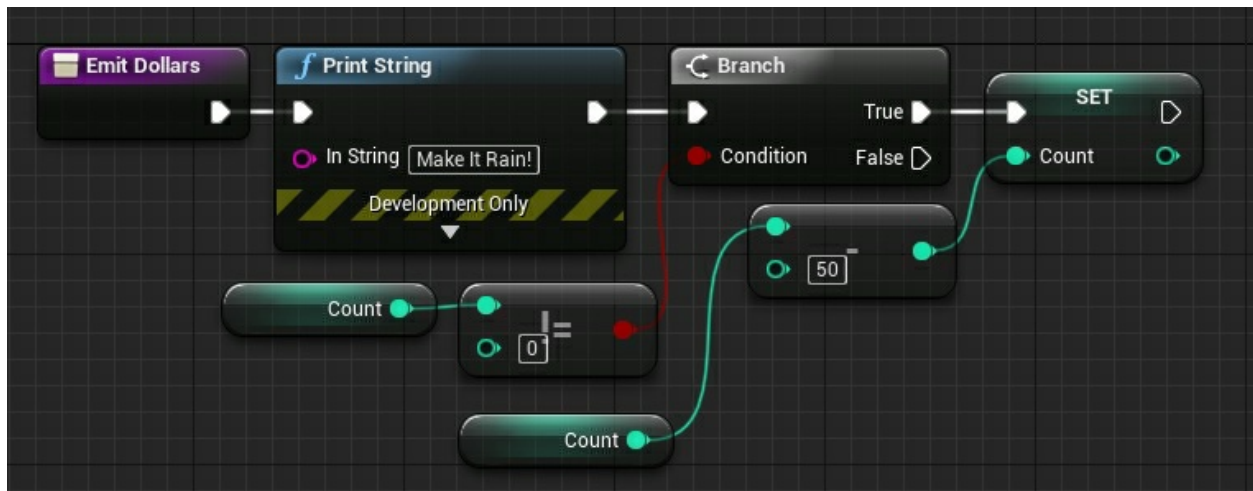 Emit Dollars
f Print String
Branch
SET
True
In String Make It Rain!
Condition False
Count
Development Only
- 50
Count
!= 0
Count